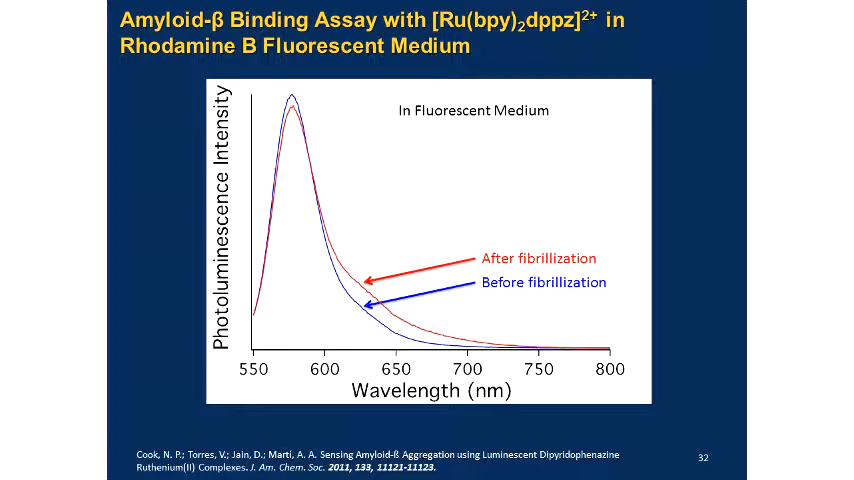 Amyloid-β Binding Assay with [Ru(bpy)₂dppz]²⁺ in
Rhodamine B Fluorescent Medium
In Fluorescent Medium
Photoluminescence Intensity
After fibrillization
Before fibrillization
550 600 650 700 750 800
Wavelength (nm)
Cook, N. P.; Torres, V.; Jain, D.; Martí, A. A. Sensing Amyloid-ß Aggregation using Luminescent Dipyridophenazine
Ruthenium(II) Complexes. J. Am. Chem. Soc. 2011, 133, 11121-11123.
32